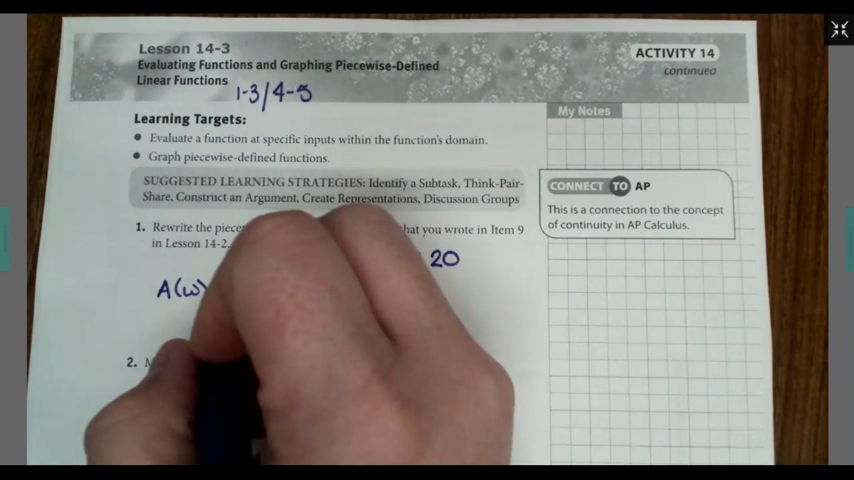 Lesson 14-3
ACTIVITY 14
continued
Evaluating Functions and Graphing Piecewise-Defined
Linear Functions
1-3/4-5
My Notes
Learning Targets:
• Evaluate a function at specific inputs within the function's domain.
• Graph piecewise-defined functions.
SUGGESTED LEARNING STRATEGIES: Identify a Subtask, Think-Pair-
Share, Construct an Argument, Create Representations, Discussion Groups
CONNECT TO AP
This is a connection to the concept
of continuity in AP Calculus.
1. Rewrite the that you wrote in Item 9
in Lesson 14-2.
20
A(w)
2.